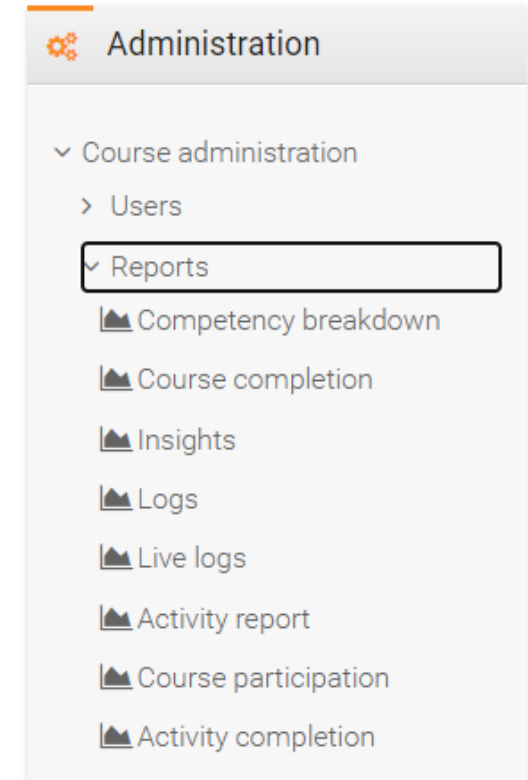 Administration
Course administration
Users
Reports
Competency breakdown
Course completion
Insights
Logs
Live logs
Activity report
Course participation
Activity completion